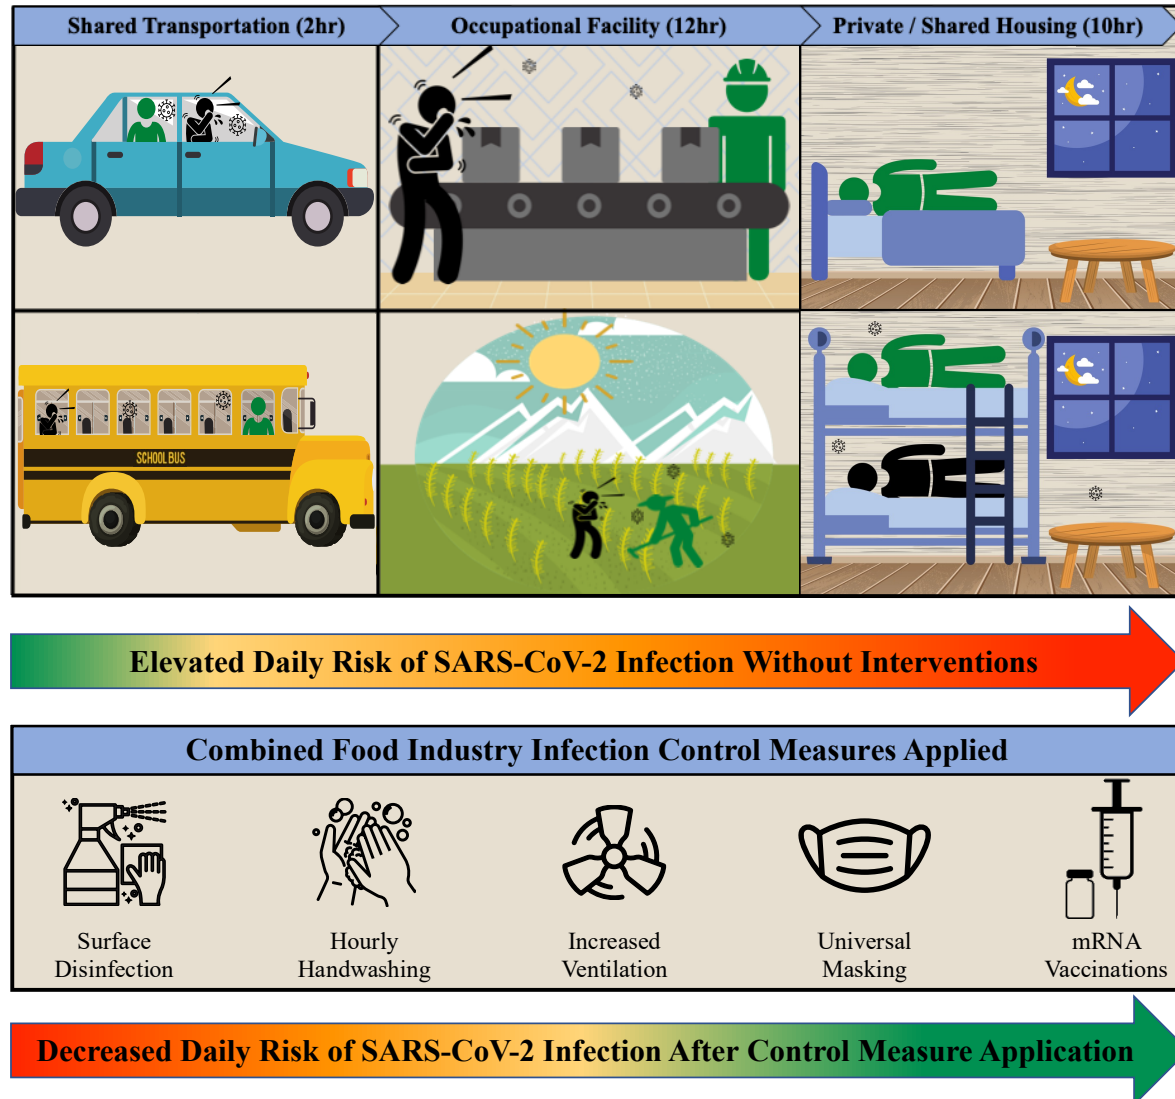 Shared Transportation (2hr)
Occupational Facility (12hr)
Private / Shared Housing (10hr)
SCHOOL BUS
Elevated Daily Risk of SARS-CoV-2 Infection Without Interventions
Combined Food Industry Infection Control Measures Applied
Surface
Disinfection
Hourly
Handwashing
Increased
Ventilation
Universal
Masking
mRNA
Vaccinations
Decreased Daily Risk of SARS-CoV-2 Infection After Control Measure Application